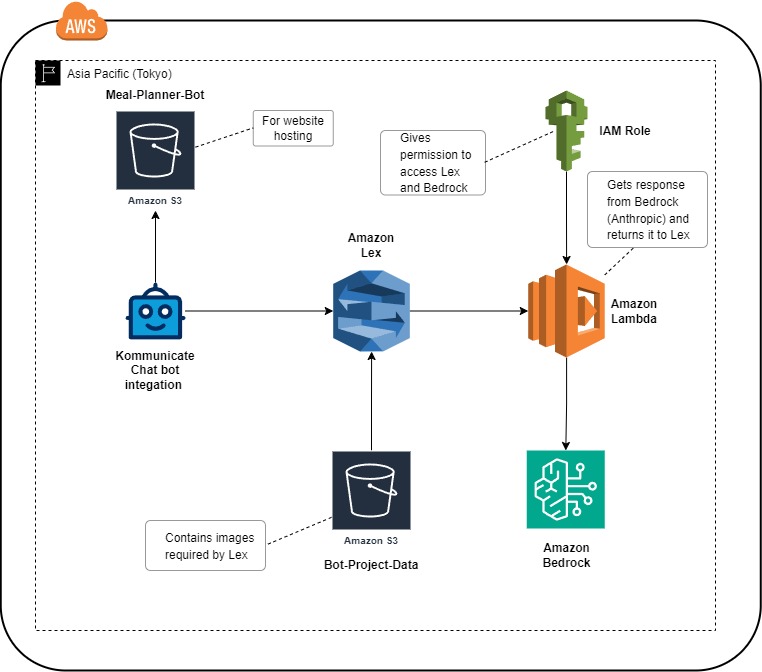 AWS
Asia Pacific (Tokyo)
Meal-Planner-Bot
For website
hosting
Amazon S3
Gives
permission to
access Lex
and Bedrock
IAM Role
Gets response
from Bedrock
(Anthropic) and
returns it to Lex
Amazon
Lex
Amazon
Lambda
Kommunicate
Chat bot
integation
Contains images
required by Lex
Amazon S3
Bot-Project-Data
Amazon
Bedrock